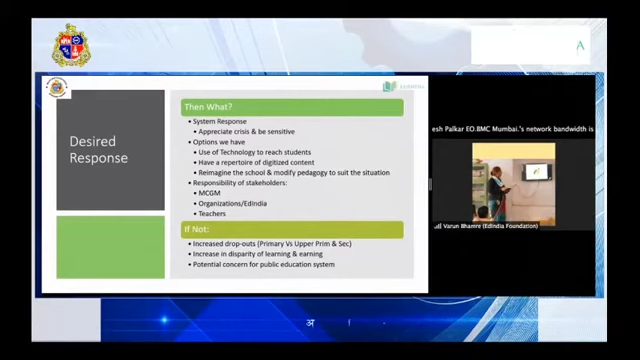 A
Desired
Response
Then What?
• System Response
• Appreciate crisis & be sensitive
• Options we have
• Use of Technology to reach students
• Have a repertoire of digitized content
• Reimagine the school & modify pedagogy to suit the situation
• Responsibility of stakeholders:
• MCGM
• Organizations/EdIndia
• Teachers
If Not:
• Increased drop-outs (Primary Vs Upper Prim & Sec)
• Increase in disparity of learning & earning
• Potential concern for public education system
esh Palkar EO.BMC Mumbai.'s network bandwidth is
Varun Bhamre (EdIndia Foundation)
अ